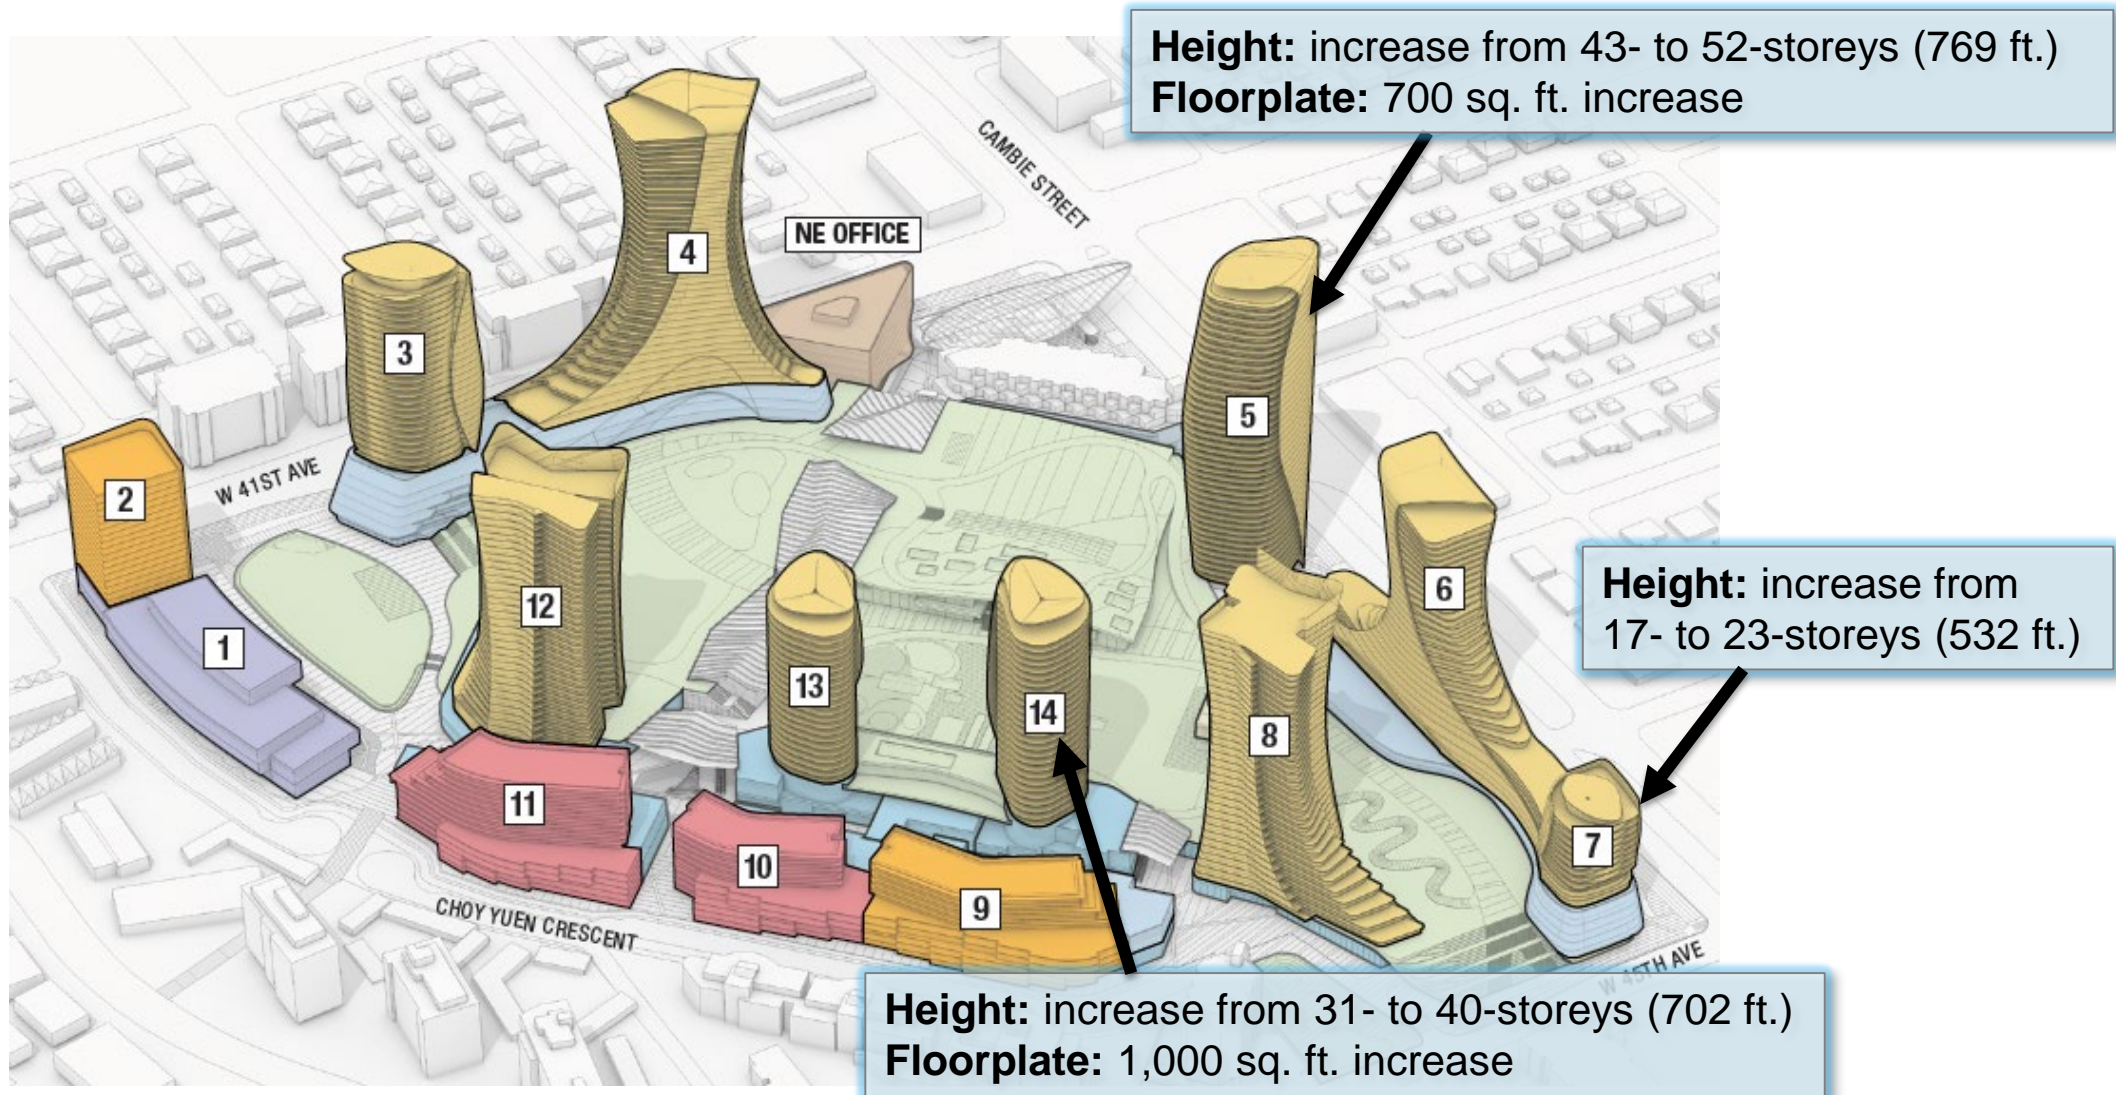 Height: increase from 43- to 52-storeys (769 ft.)
Floorplate: 700 sq. ft. increase
CAMBIE STREET
NE OFFICE
4
3
5
2
W 41ST AVE
6
Height: increase from
17- to 23-storeys (532 ft.)
12
1
13
14
8
11
10
7
9
CHOY YUEN CRESCENT
W 45TH AVE
Height: increase from 31- to 40-storeys (702 ft.)
Floorplate: 1,000 sq. ft. increase